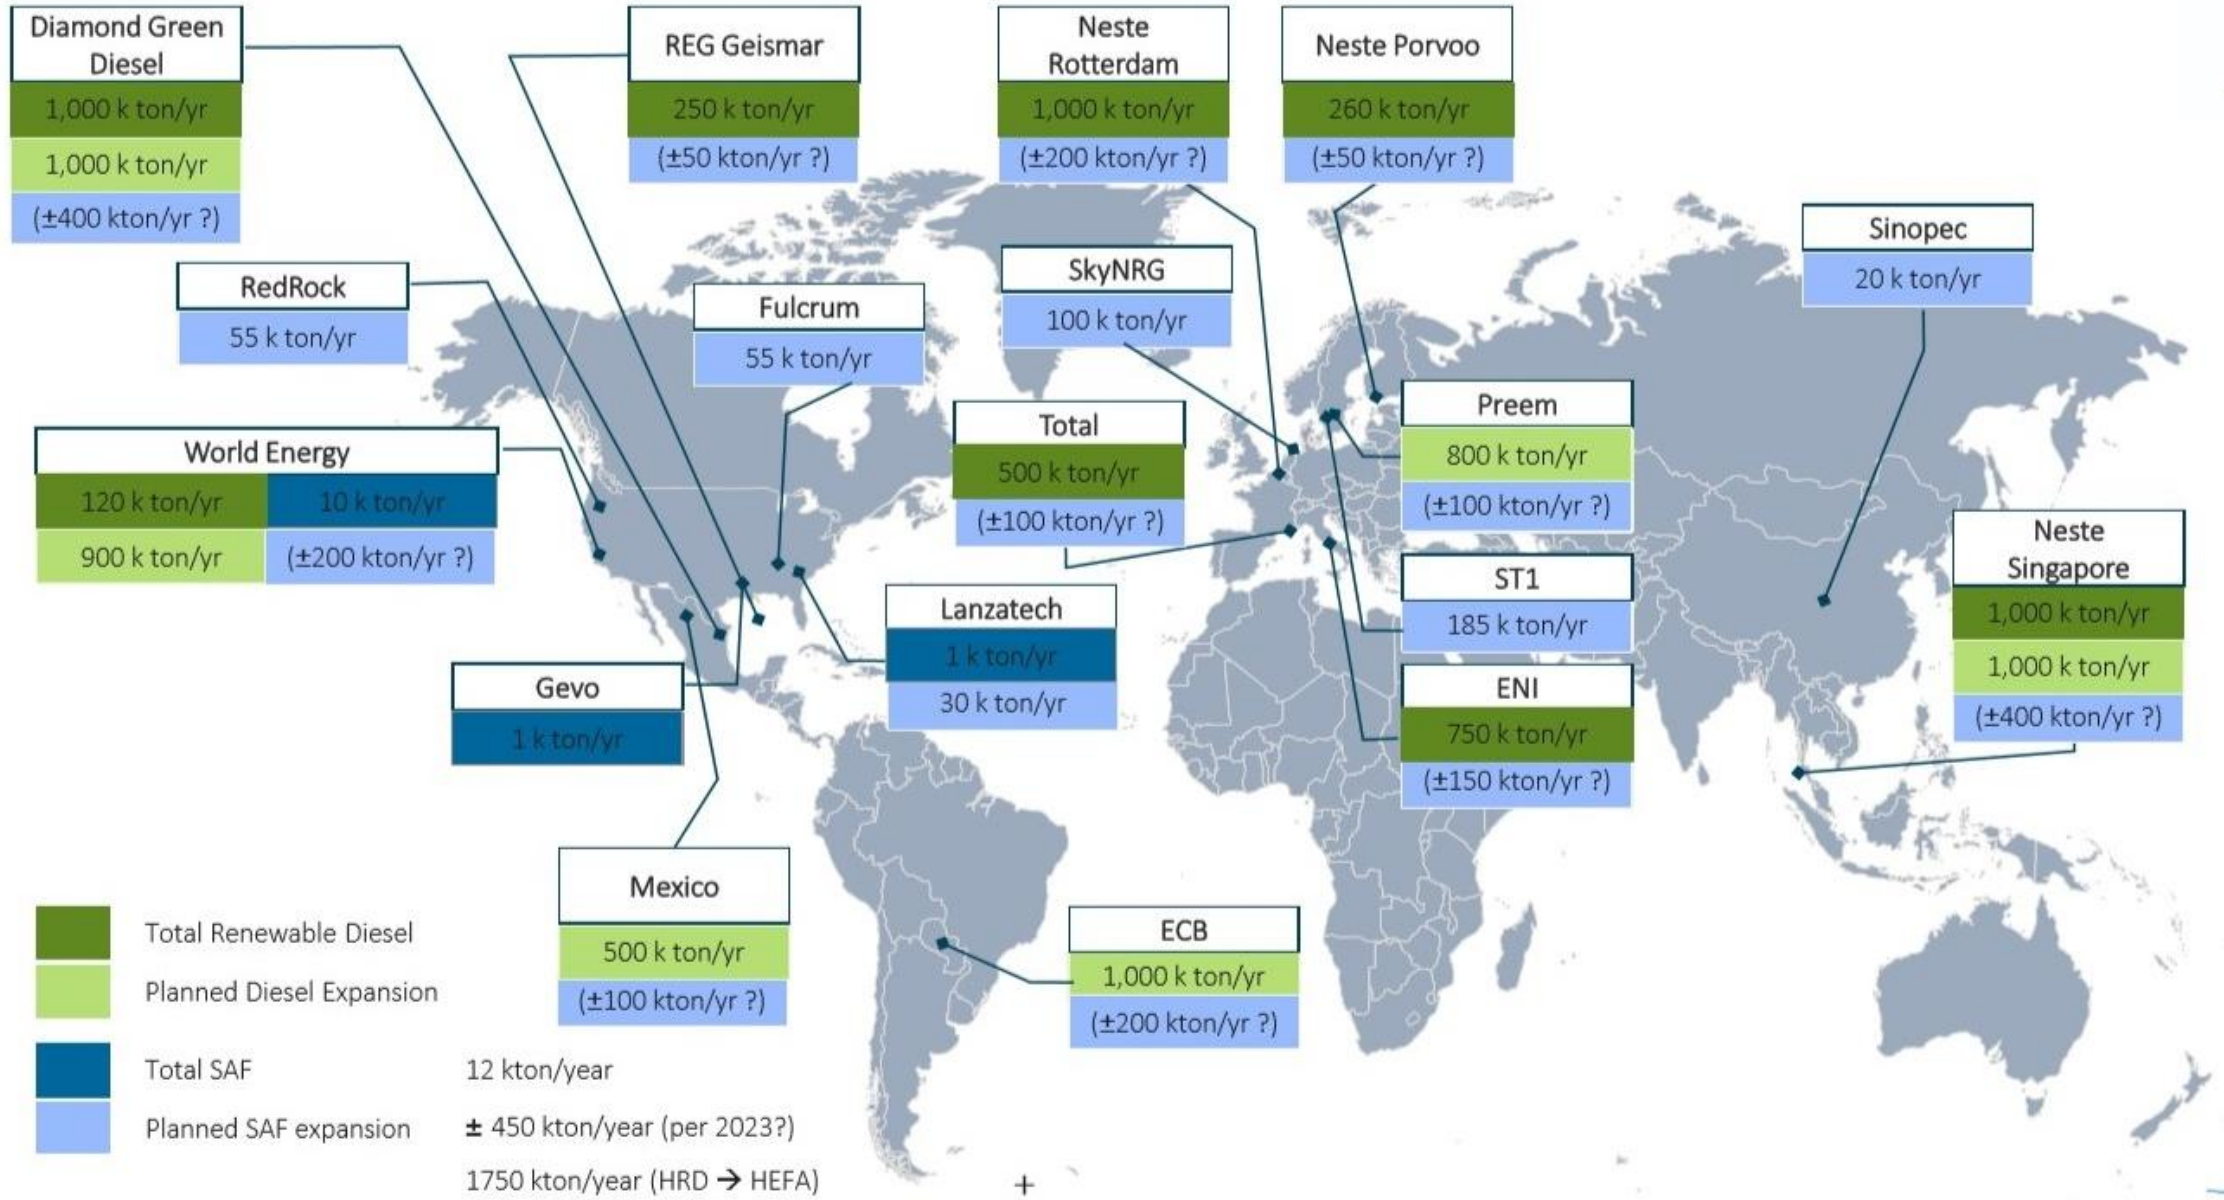 Diamond Green
Diesel
1,000 k ton/yr
1,000 k ton/yr
(±400 kton/yr ?)
REG Geismar
250 k ton/yr
(±50 kton/yr ?)
Neste
Rotterdam
1,000 k ton/yr
(±200 kton/yr ?)
Neste Porvoo
260 k ton/yr
(±50 kton/yr ?)
Sinopec
20 k ton/yr
RedRock
55 k ton/yr
Fulcrum
55 k ton/yr
SkyNRG
100 k ton/yr
World Energy
120 k ton/yr
10 k ton/yr
900 k ton/yr
(±200 kton/yr ?)
Total
500 k ton/yr
(±100 kton/yr ?)
Preem
800 k ton/yr
(±100 kton/yr ?)
Neste
Singapore
1,000 k ton/yr
1,000 k ton/yr
(±400 kton/yr ?)
ST1
185 k ton/yr
Lanzatech
1 k ton/yr
30 k ton/yr
Gevo
1 k ton/yr
ENI
750 k ton/yr
(±150 kton/yr ?)
Mexico
500 k ton/yr
(±100 kton/yr ?)
ECB
1,000 k ton/yr
(±200 kton/yr ?)
Total Renewable Diesel
Planned Diesel Expansion
Total SAF
12 kton/year
Planned SAF expansion
± 450 kton/year (per 2023?)
1750 kton/year (HRD → HEFA)
+